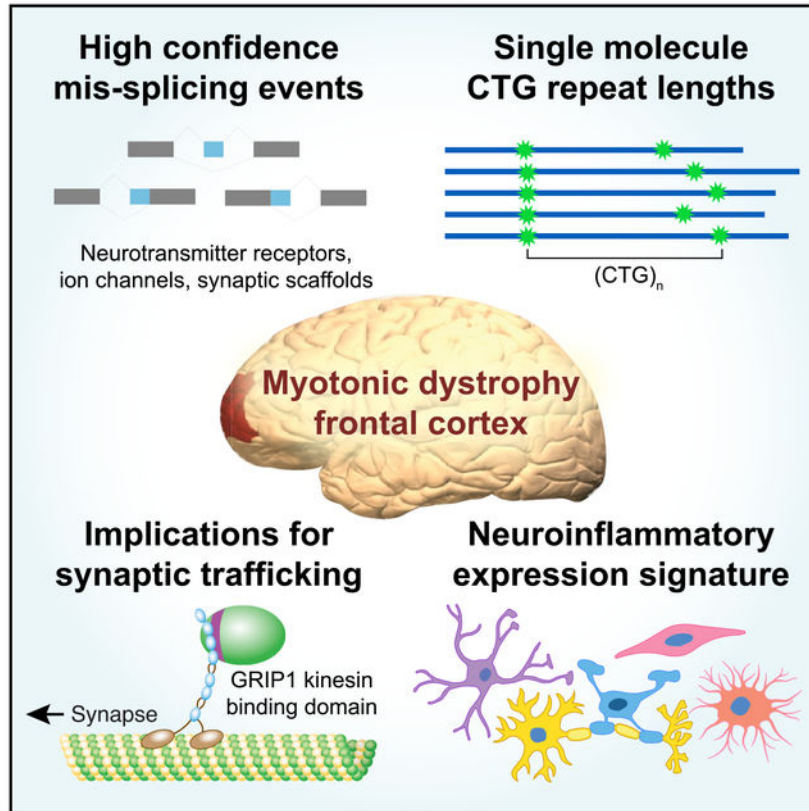 High confidence
mis-splicing events
Neurotransmitter receptors,
ion channels, synaptic scaffolds
Single molecule
CTG repeat lengths
(CTG)n
Myotonic dystrophy
frontal cortex
Implications for
synaptic trafficking
GRIP1 kinesin
binding domain
Synapse
Neuroinflammatory
expression signature